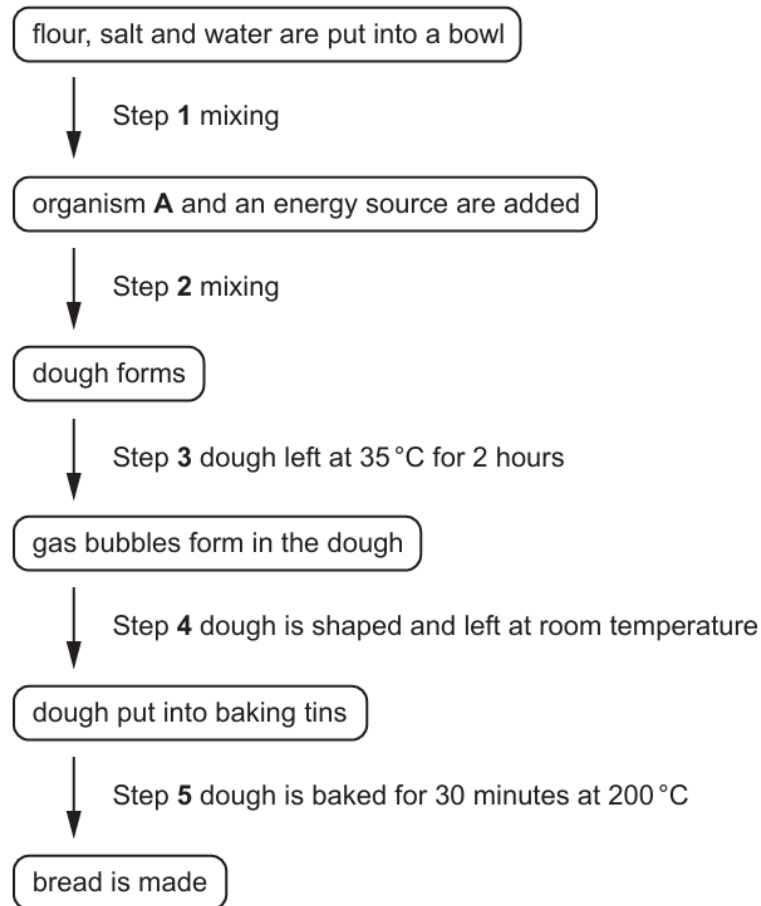 flour, salt and water are put into a bowl
Step 1 mixing
organism A and an energy source are added
Step 2 mixing
dough forms
Step 3 dough left at 35 °C for 2 hours
gas bubbles form in the dough
Step 4 dough is shaped and left at room temperature
dough put into baking tins
Step 5 dough is baked for 30 minutes at 200 °C
bread is made